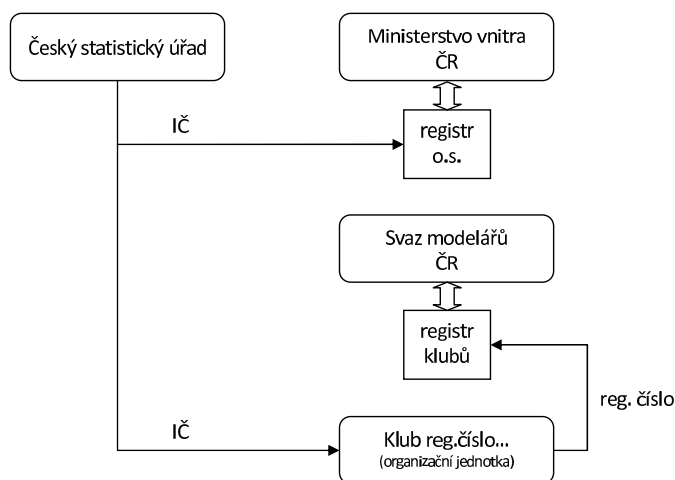 Český statistický úřad
Ministerstvo vnitra
ČR
IČ
registr
o.s.
Svaz modelářů
ČR
registr
klubů
reg. číslo
IČ
Klub reg.číslo...
(organizační jednotka)